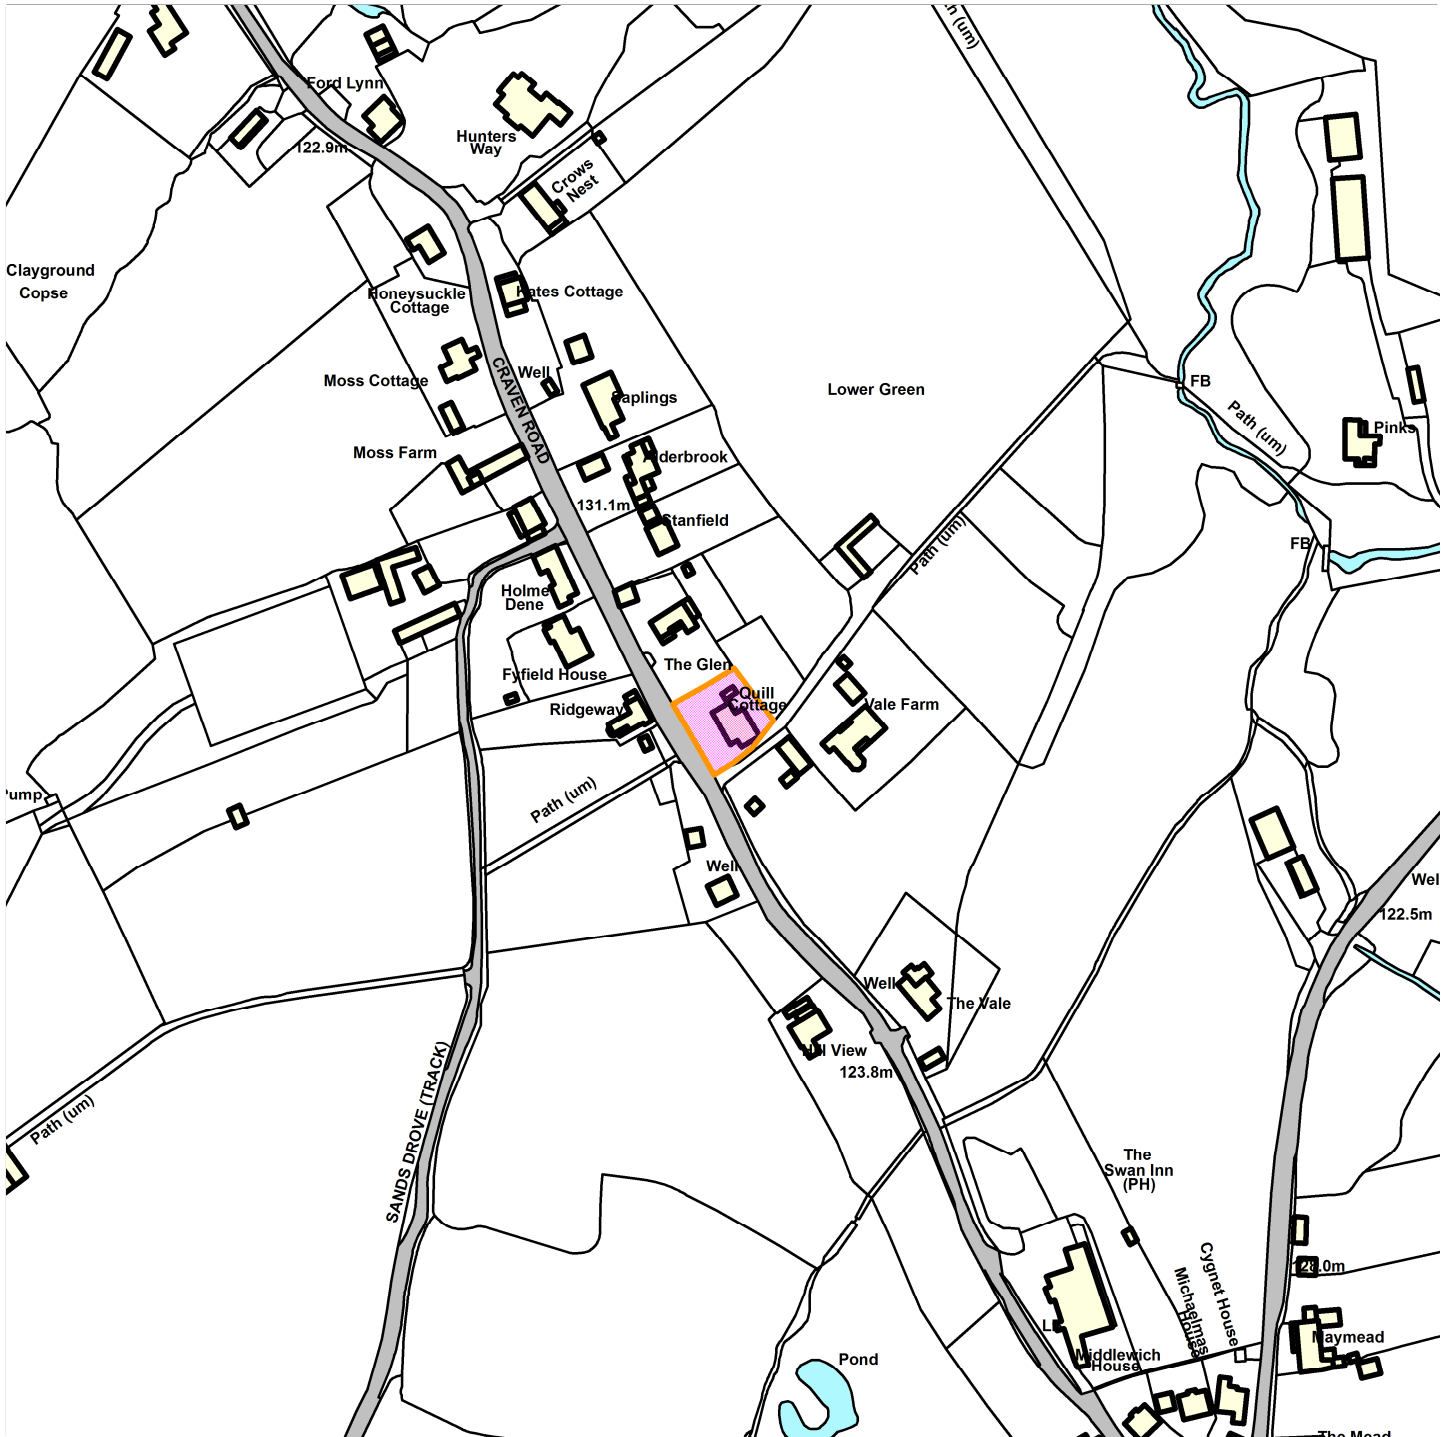 Path (um)
Ford Lynn
122.9m
Hunters
Way
Crows
Nest
Clayground
Copse
Honeysuckle
Cottage
Kates Cottage
Moss Cottage
Well
CRAVEN ROAD
Saplings
Lower Green
FB
Path (um)
Pinks
Moss Farm
Alderbrook
131.1m
Stanfield
Path (um)
FB
Holme
Dene
Fyfield House
The Glen
Quill
Cottage
Ridgeway
Vale Farm
Pump
Path (um)
Well
Wel
122.5m
Well
The Vale
Hill View
123.8m
SANDS DROVE (TRACK)
Path (um)
The
Swan Inn
(PH)
Cygnet House
Michaelmas
House
128.0m
Maymead
Middlewich
House
Pond
The Mead